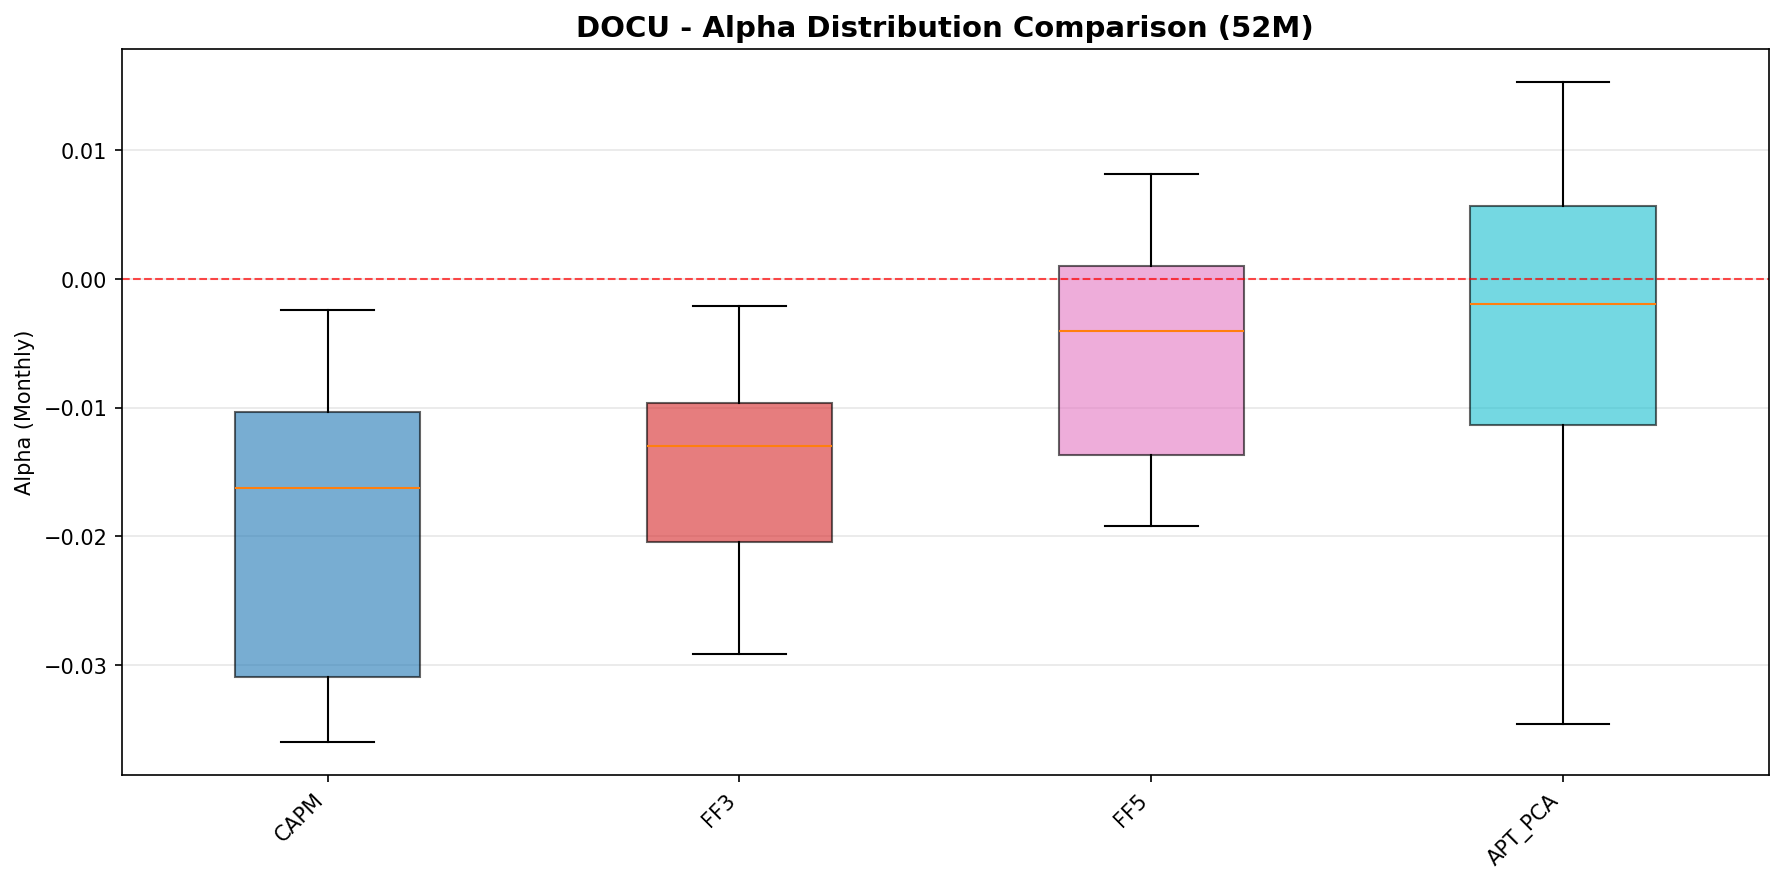 DOCU - Alpha Distribution Comparison (52M)
Alpha (Monthly)
0.01
0.00
−0.01
−0.02
−0.03
CAPM
FF3
FF5
APT_PCA